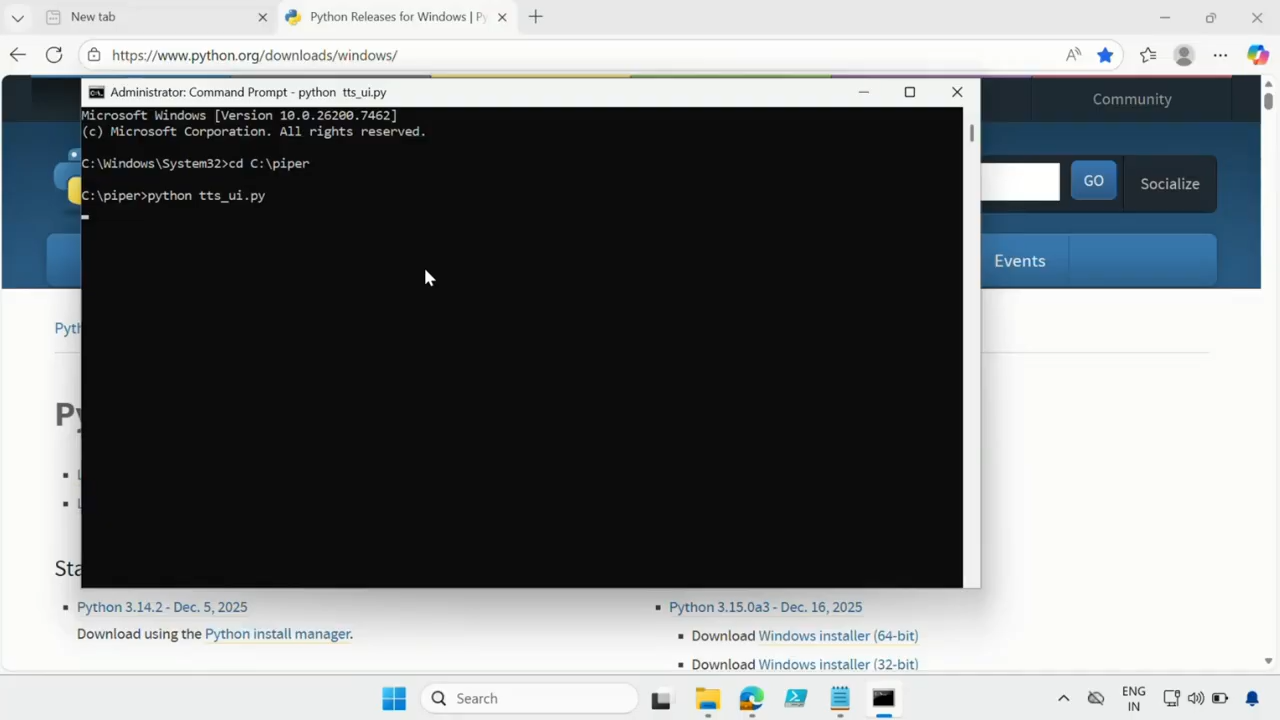 New tab
Python Releases for Windows | Py
https://www.python.org/downloads/windows/
Community
Administrator: Command Prompt - python  tts_ui.py
Microsoft Windows [Version 10.0.26200.7462]
(c) Microsoft Corporation. All rights reserved.
C:\Windows\System32>cd C:\piper
C:\piper>python tts_ui.py
GO
Socialize
Events
Pyth
Py
L
L
Sta
Python 3.14.2 - Dec. 5, 2025
Download using the Python install manager.
Python 3.15.0a3 - Dec. 16, 2025
Download Windows installer (64-bit)
Download Windows installer (32-bit)
Search
ENG
IN